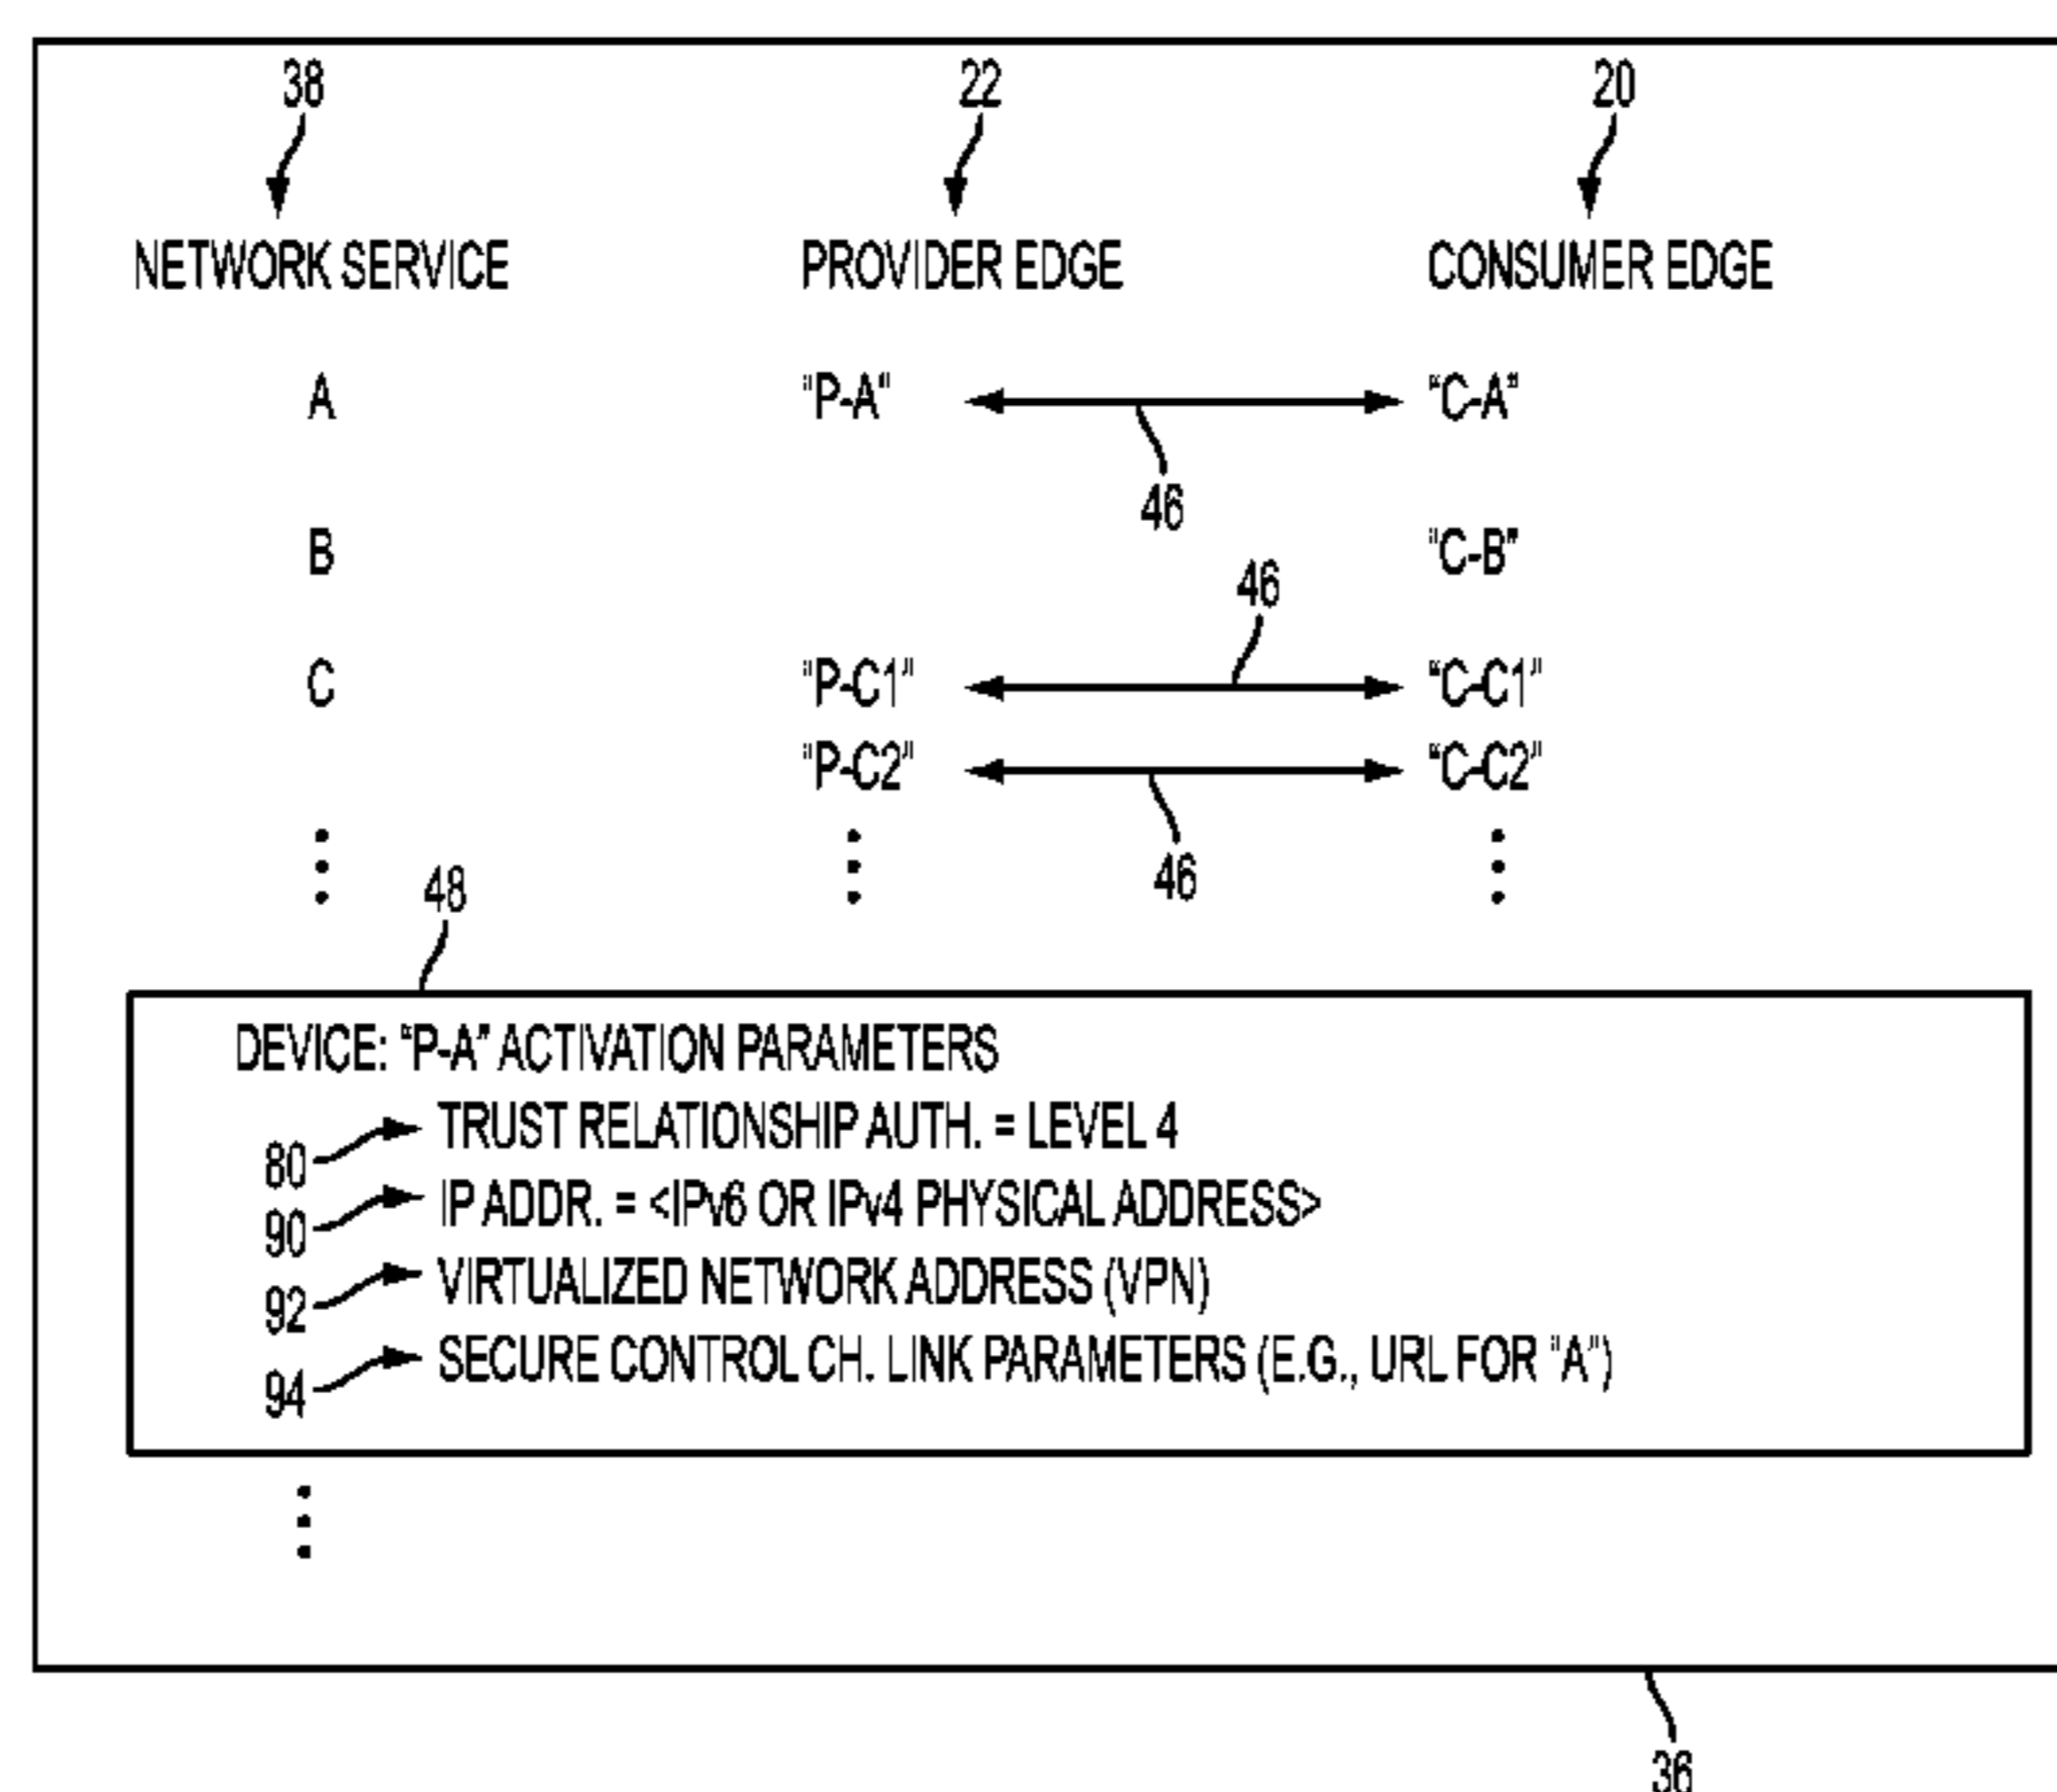 38 22 20
NETWORK SERVICE PROVIDER EDGE CONSUMER EDGE
A "P-A" "C-A"
46
B "C-B"
46
C "P-C1" "C-C1"
"P-C2" "C-C2"
46
48
DEVICE: "P-A" ACTIVATION PARAMETERS
80 TRUST RELATIONSHIP AUTH. = LEVEL 4
90 IP ADDR. = <IPv6 OR IPv4 PHYSICAL ADDRESS>
92 VIRTUALIZED NETWORK ADDRESS (VPN)
94 SECURE CONTROL CH. LINK PARAMETERS (E.G., URL FOR "A")
36